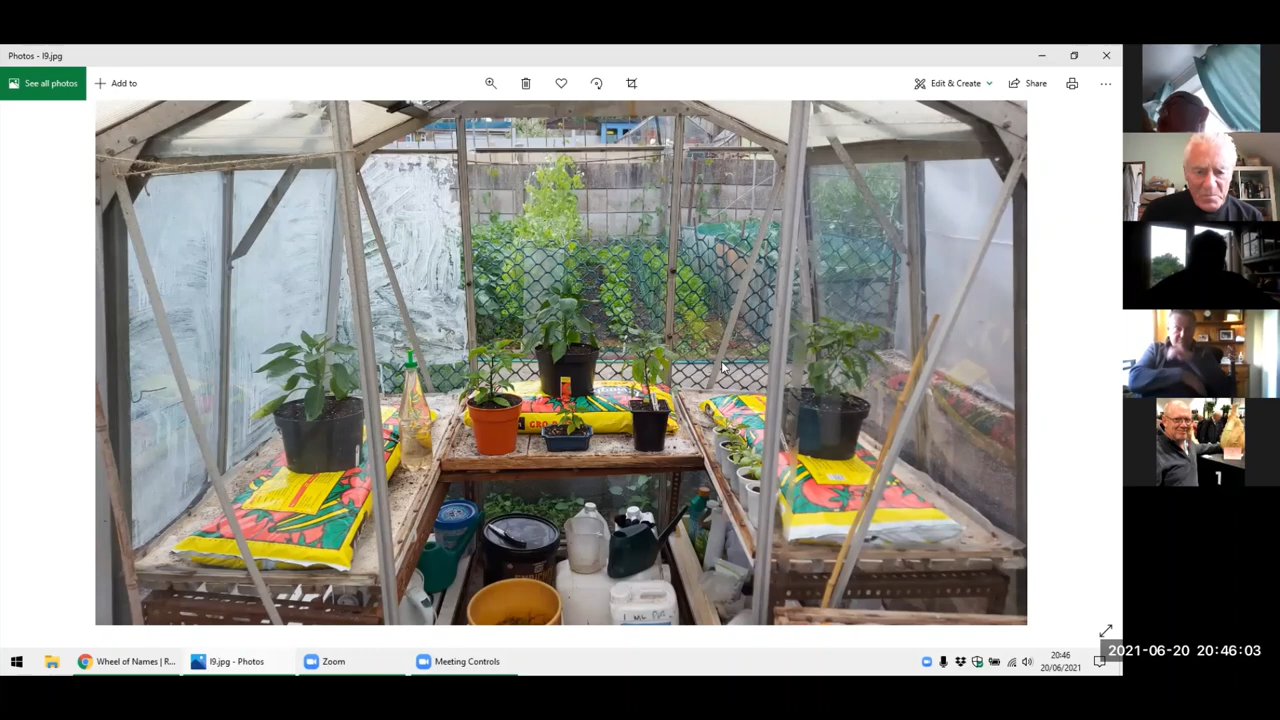 Photos - I9.jpg
See all photos
Add to
Edit & Create
Share
GRO
1
Wheel of Names | R...
I9.jpg - Photos
Zoom
Meeting Controls
20:46
20/06/2021
2021-06-20 20:46:03